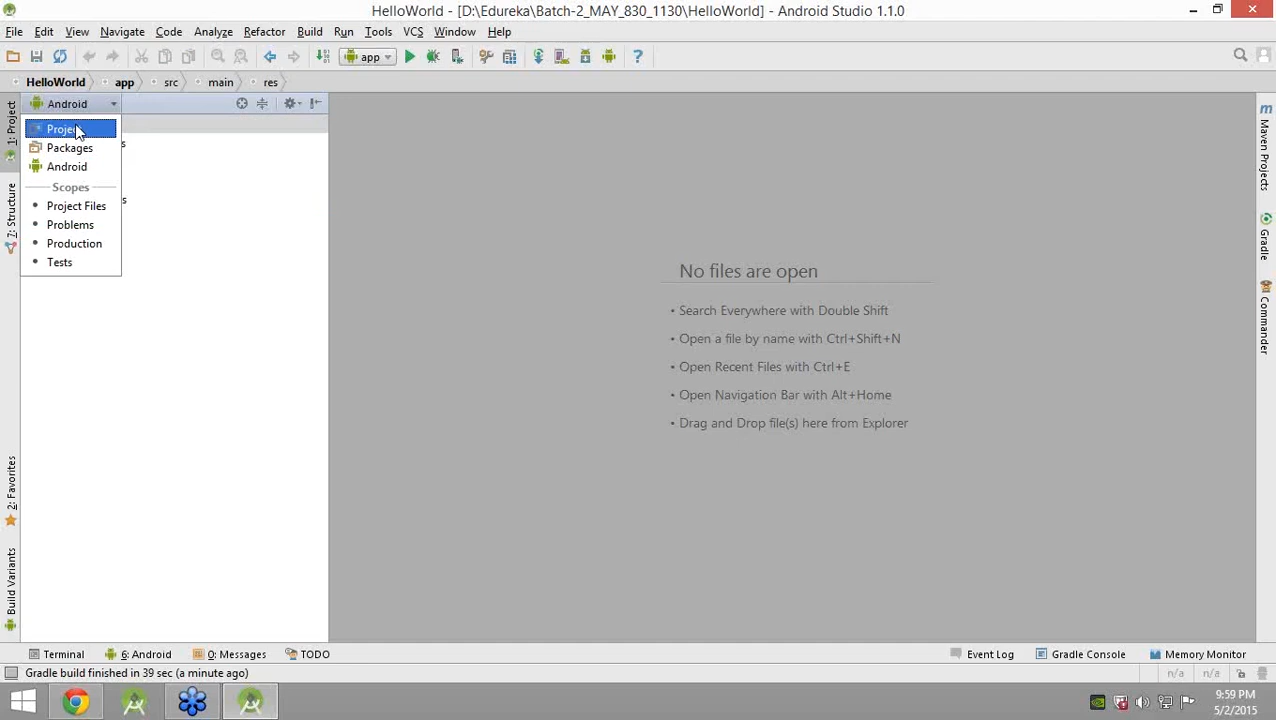 HelloWorld - [D:\Edureka\Batch-2_MAY_830_1130\HelloWorld] - Android Studio 1.1.0
File Edit View Navigate Code Analyze Refactor Build Run Tools VCS Window Help
app
HelloWorld app src main res
Android
Project
Packages
Android
Scopes
Project Files
Problems
Production
Tests
1: Project
7: Structure
2: Favorites
Build Variants
No files are open
• Search Everywhere with Double Shift
• Open a file by name with Ctrl+Shift+N
• Open Recent Files with Ctrl+E
• Open Navigation Bar with Alt+Home
• Drag and Drop file(s) here from Explorer
Maven Projects
Gradle
Commander
Terminal 6: Android 0: Messages TODO Event Log Gradle Console Memory Monitor
Gradle build finished in 39 sec (a minute ago) n/a n/a
9:59 PM
5/2/2015